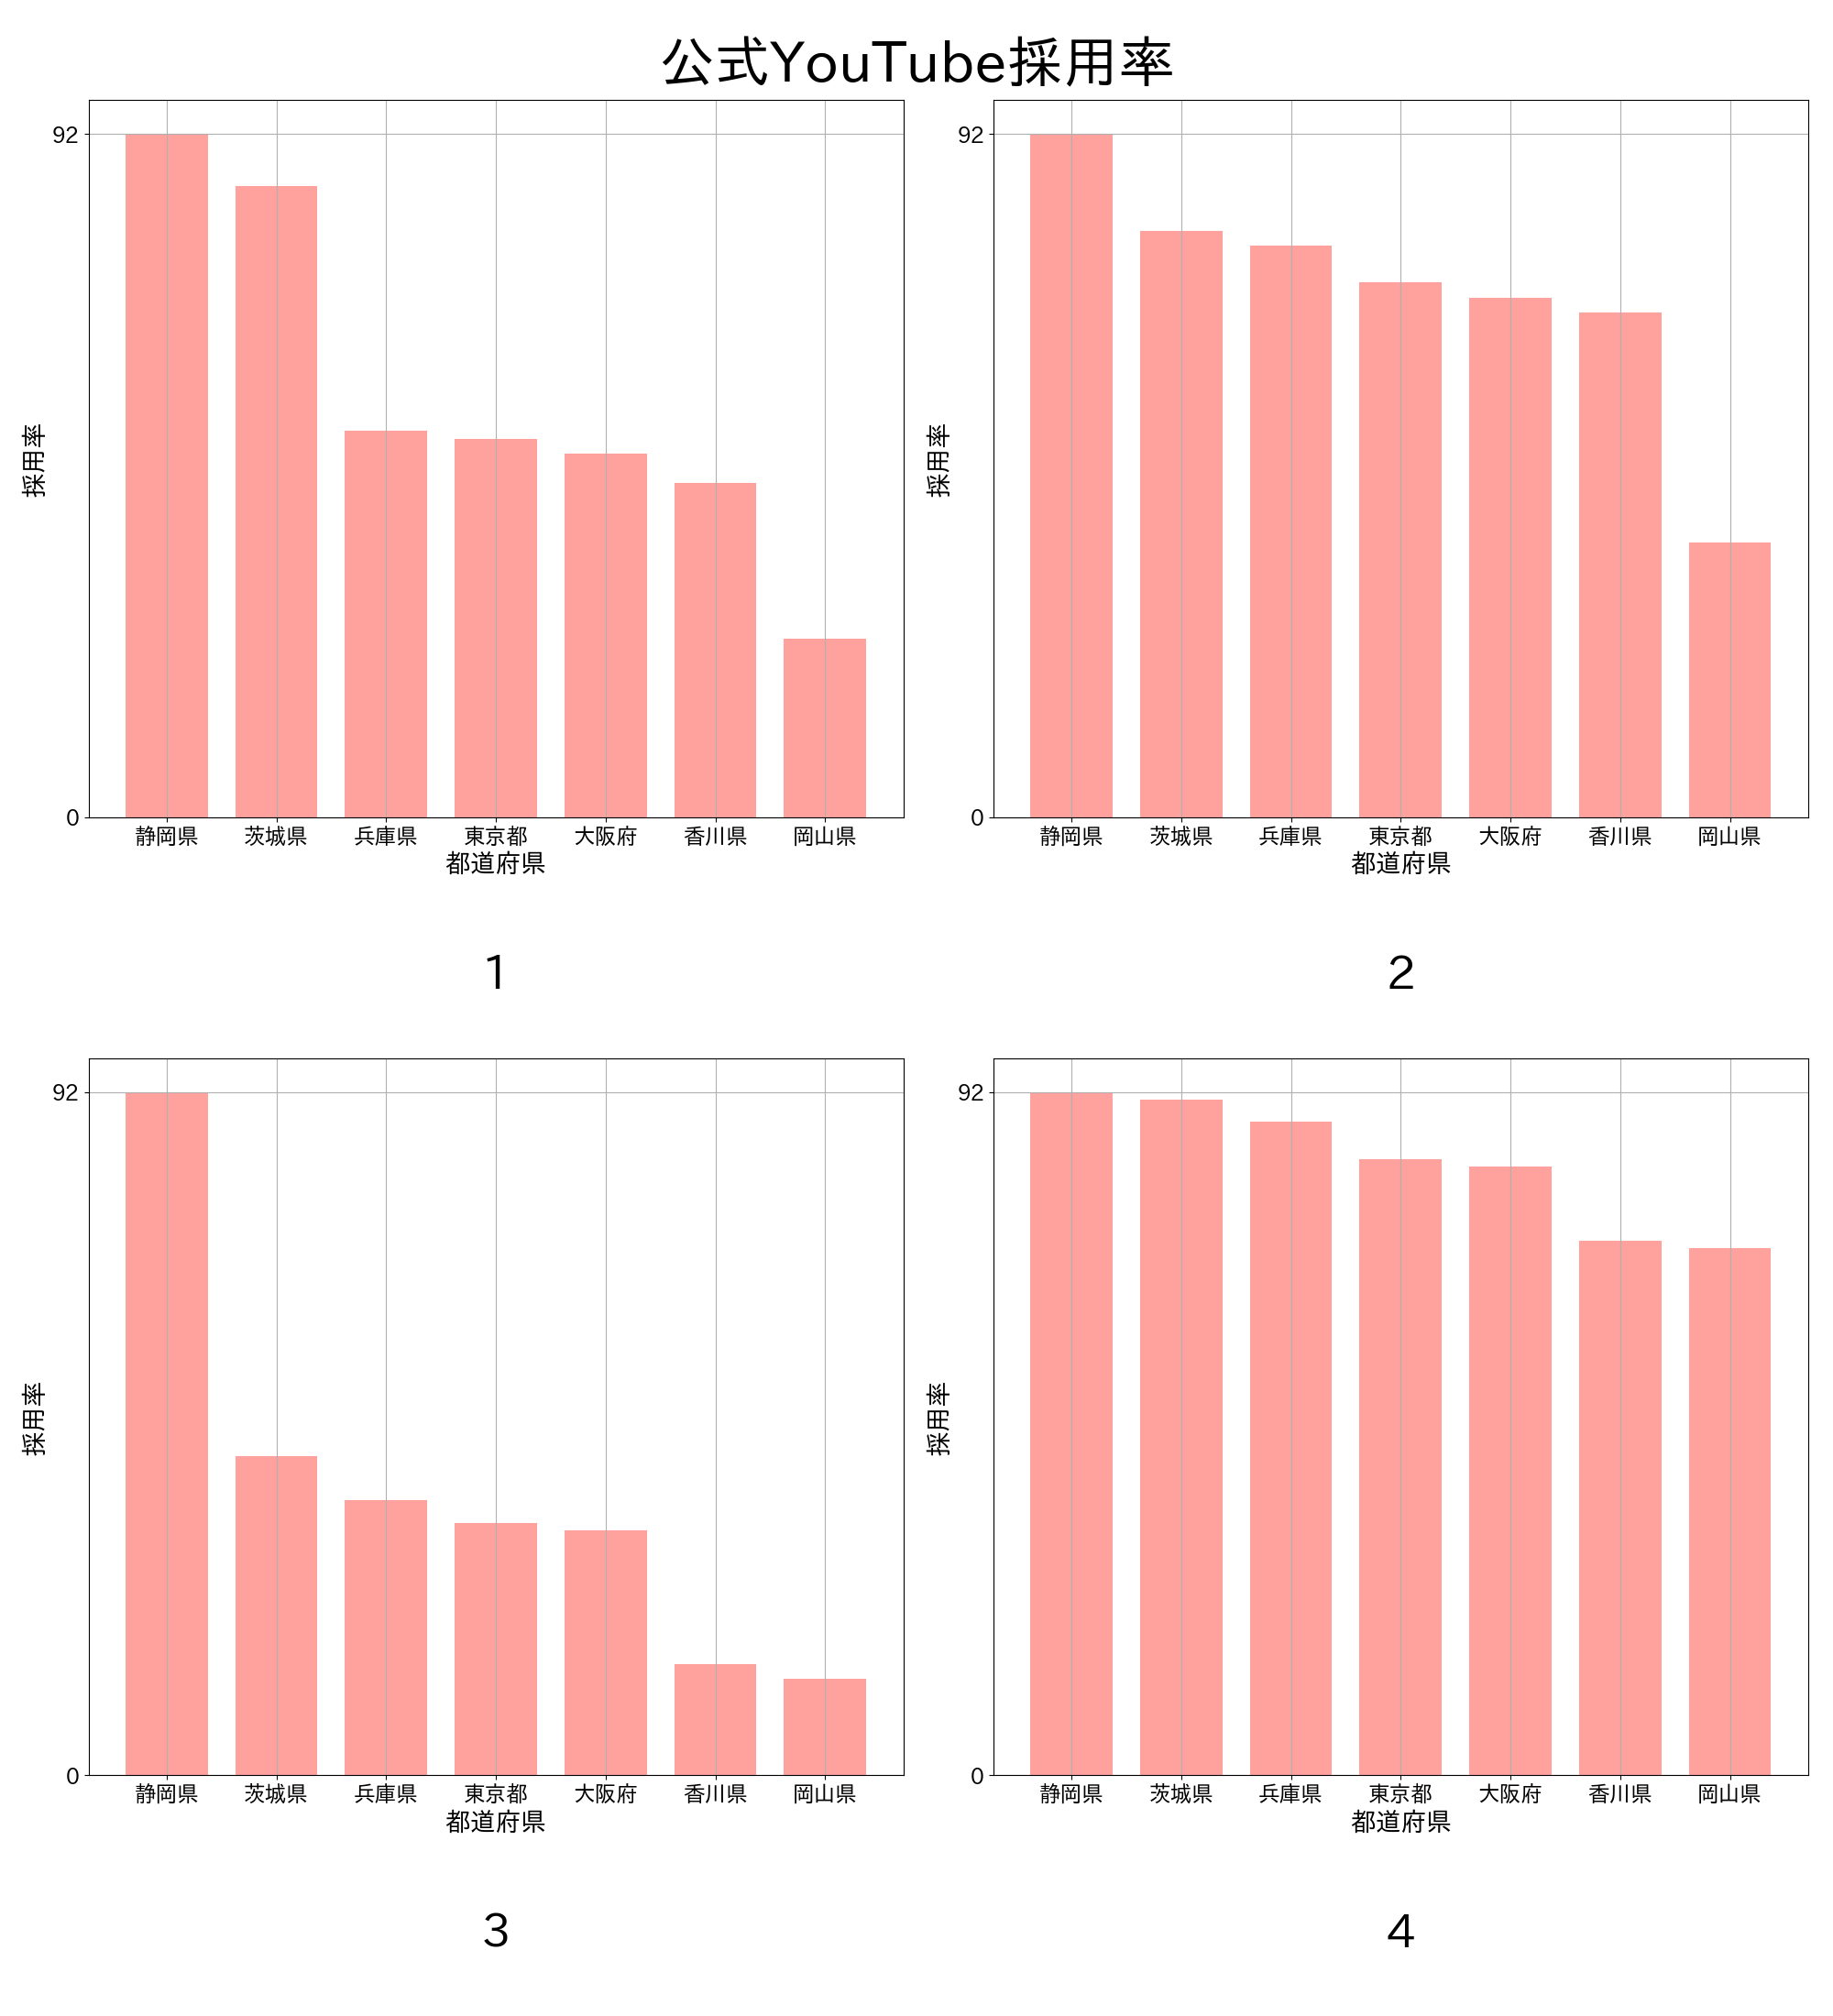 公式YouTube採用率
92
0
採用率
静岡県 茨城県 兵庫県 東京都 大阪府 香川県 岡山県
都道府県
1
92
0
採用率
静岡県 茨城県 兵庫県 東京都 大阪府 香川県 岡山県
都道府県
2
92
0
採用率
静岡県 茨城県 兵庫県 東京都 大阪府 香川県 岡山県
都道府県
3
92
0
採用率
静岡県 茨城県 兵庫県 東京都 大阪府 香川県 岡山県
都道府県
4